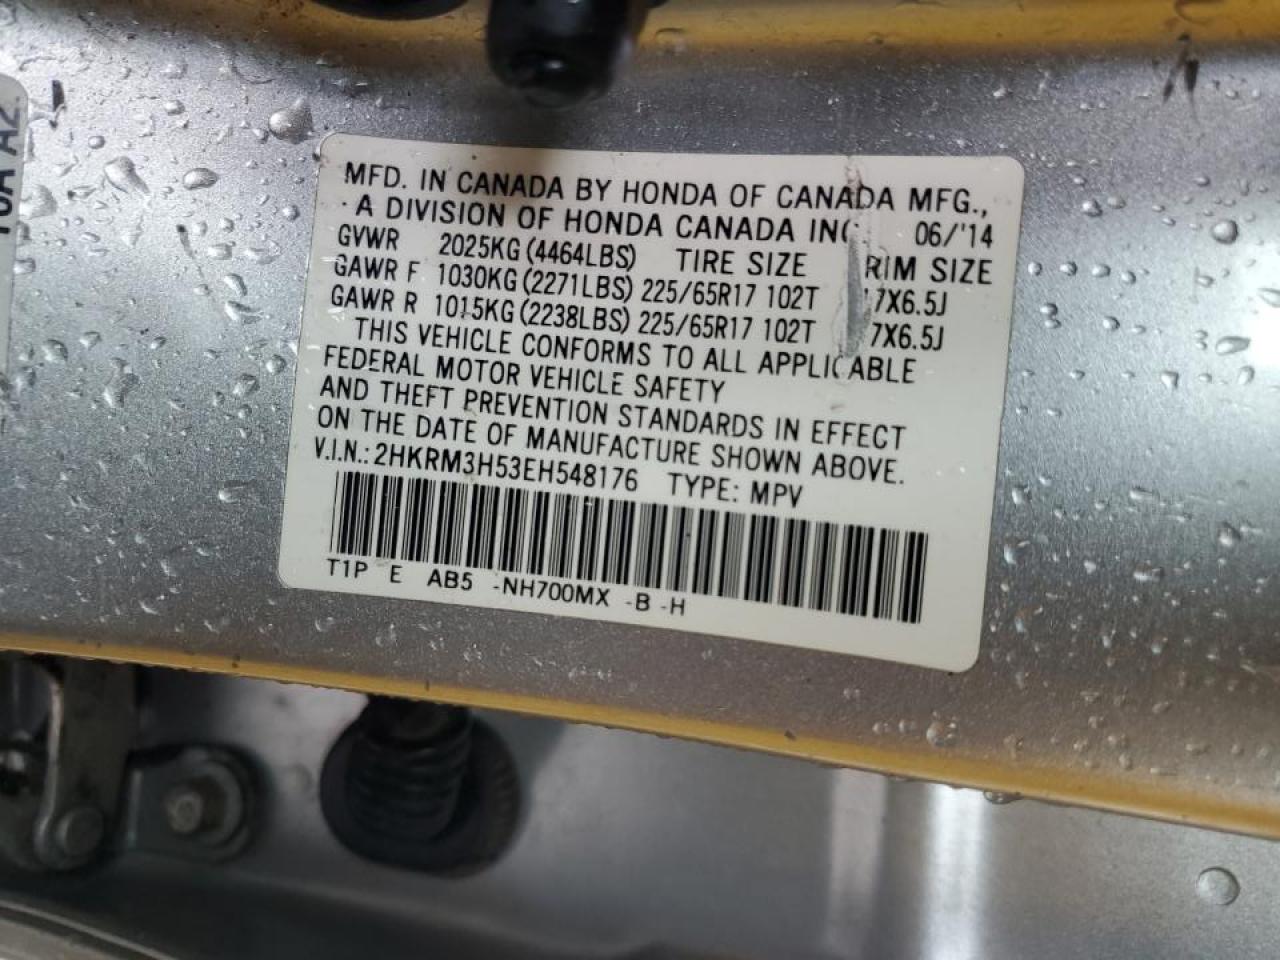 MFD. IN CANADA BY HONDA OF CANADA MFG.,
A DIVISION OF HONDA CANADA INC 06/'14
GVWR 2025KG (4464LBS) TIRE SIZE RIM SIZE
GAWR F 1030KG (2271LBS) 225/65R17 102T 7X6.5J
GAWR R 1015KG (2238LBS) 225/65R17 102T 7X6.5J
THIS VEHICLE CONFORMS TO ALL APPLICABLE
FEDERAL MOTOR VEHICLE SAFETY
AND THEFT PREVENTION STANDARDS IN EFFECT
ON THE DATE OF MANUFACTURE SHOWN ABOVE.
V.I.N.: 2HKRM3H53EH548176 TYPE: MPV
T1P E AB5 -NH700MX -B -H